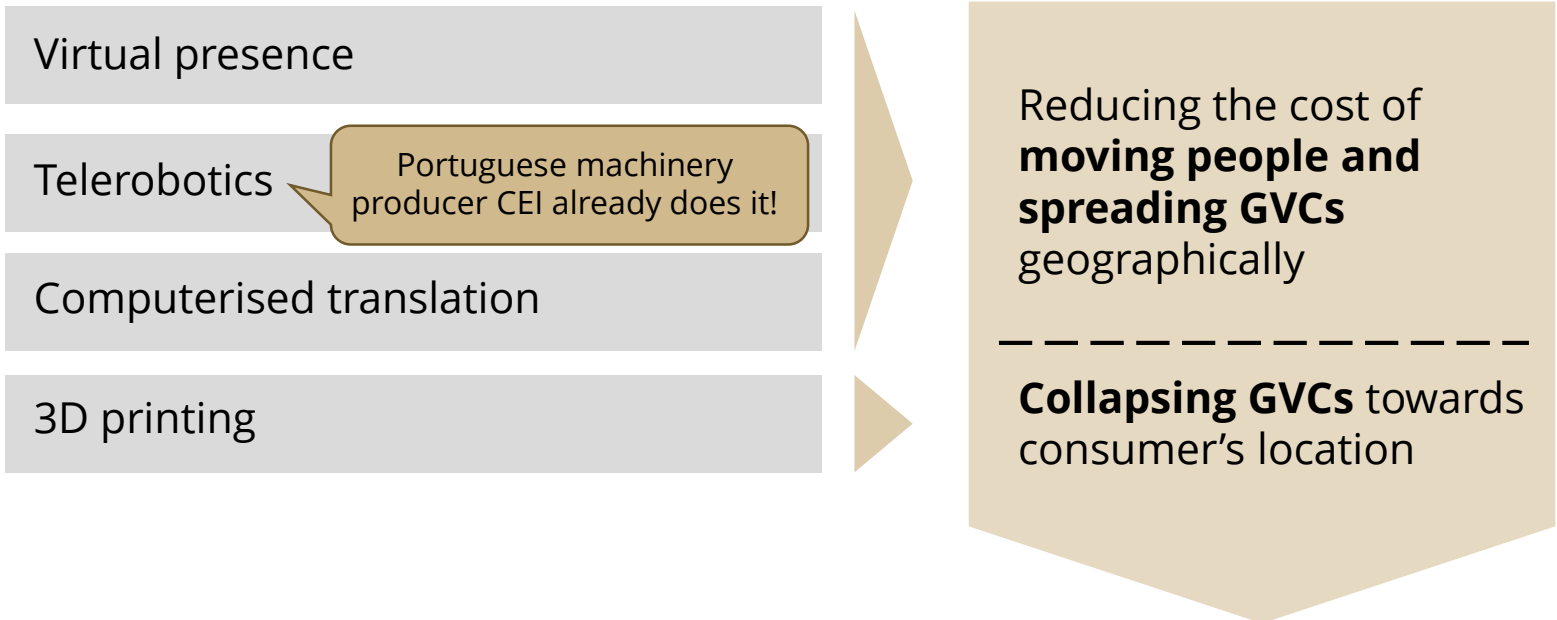 Virtual presence
Telerobotics
Portuguese machinery
producer CEI already does it!
Computerised translation
3D printing
Reducing the cost of
moving people and
spreading GVCs
geographically
Collapsing GVCs towards
consumer’s location